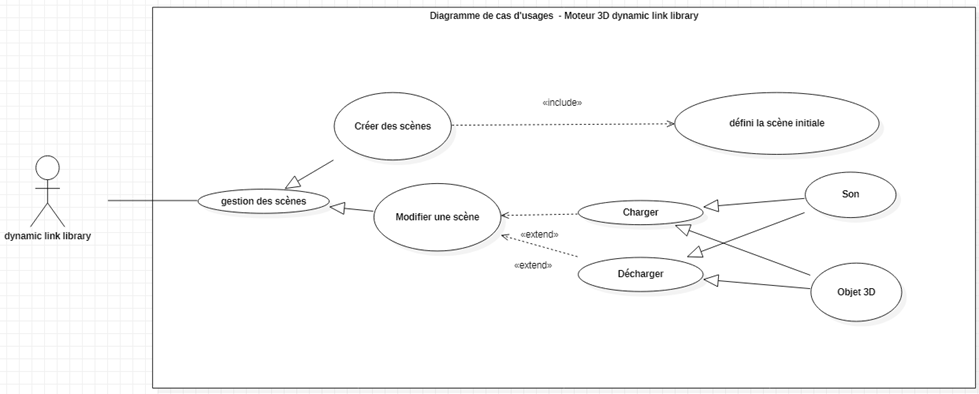 Diagramme de cas d'usages - Moteur 3D dynamic link library
«include»
Créer des scènes
défini la scène initiale
Son
gestion des scènes
Modifier une scène
Charger
dynamic link library
«extend»
«extend»
Décharger
Objet 3D